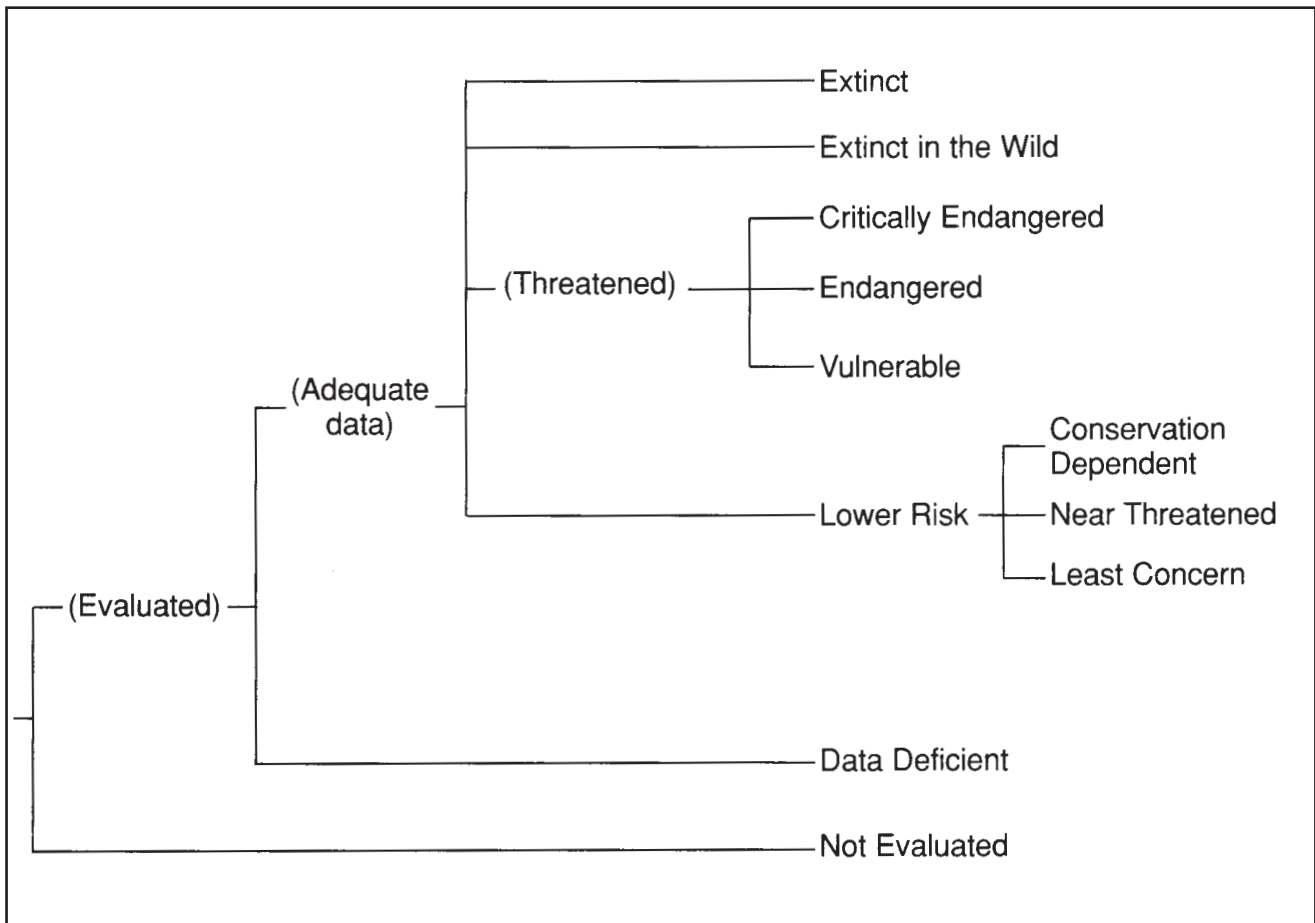 Extinct
Extinct in the Wild
Critically Endangered
(Threatened)
Endangered
Vulnerable
(Adequate
data)
Conservation
Dependent
Lower Risk
Near Threatened
Least Concern
(Evaluated)
Data Deficient
Not Evaluated